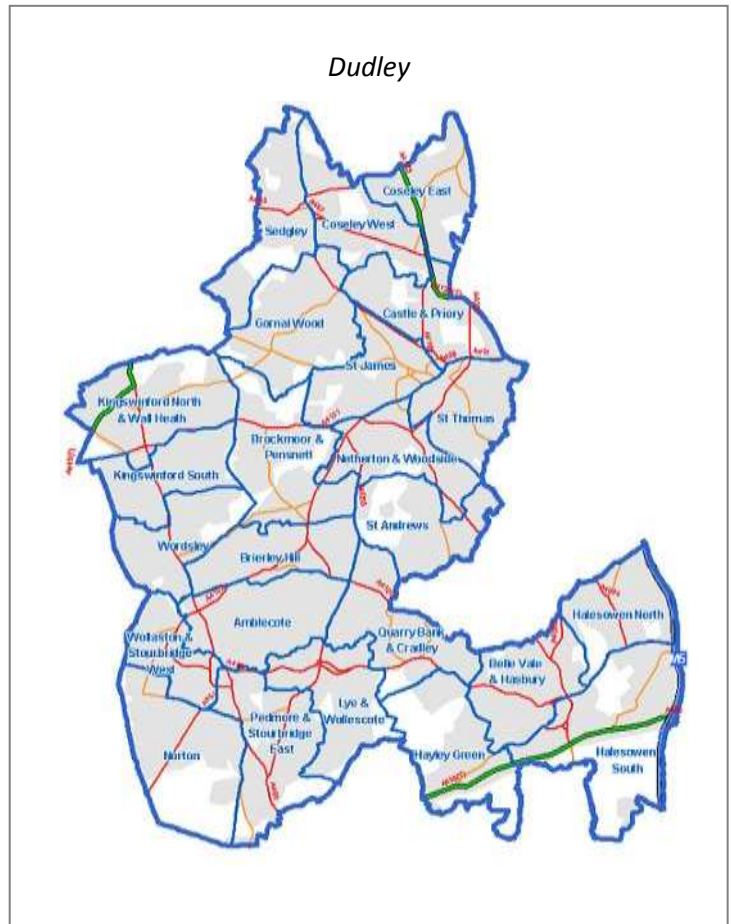 Dudley
Coseley East
Coseley West
Sedgley
Castle & Priory
Gornal Wood
St James
Kingswinford North
& Wall Heath
St Thomas
Brockmoor &
Pensnett
Netherton & Woodside
Kingswinford South
St Andrews
Wordsley
Brierley Hill
Halesowen North
Amblecote
Quarry Bank
& Cradley
Wollaston &
Stourbridge
West
Belle Vale
& Hasbury
M5
Lye &
Wollescote
Pedmore &
Stourbridge
East
Norton
Hayley Green
Halesowen
South